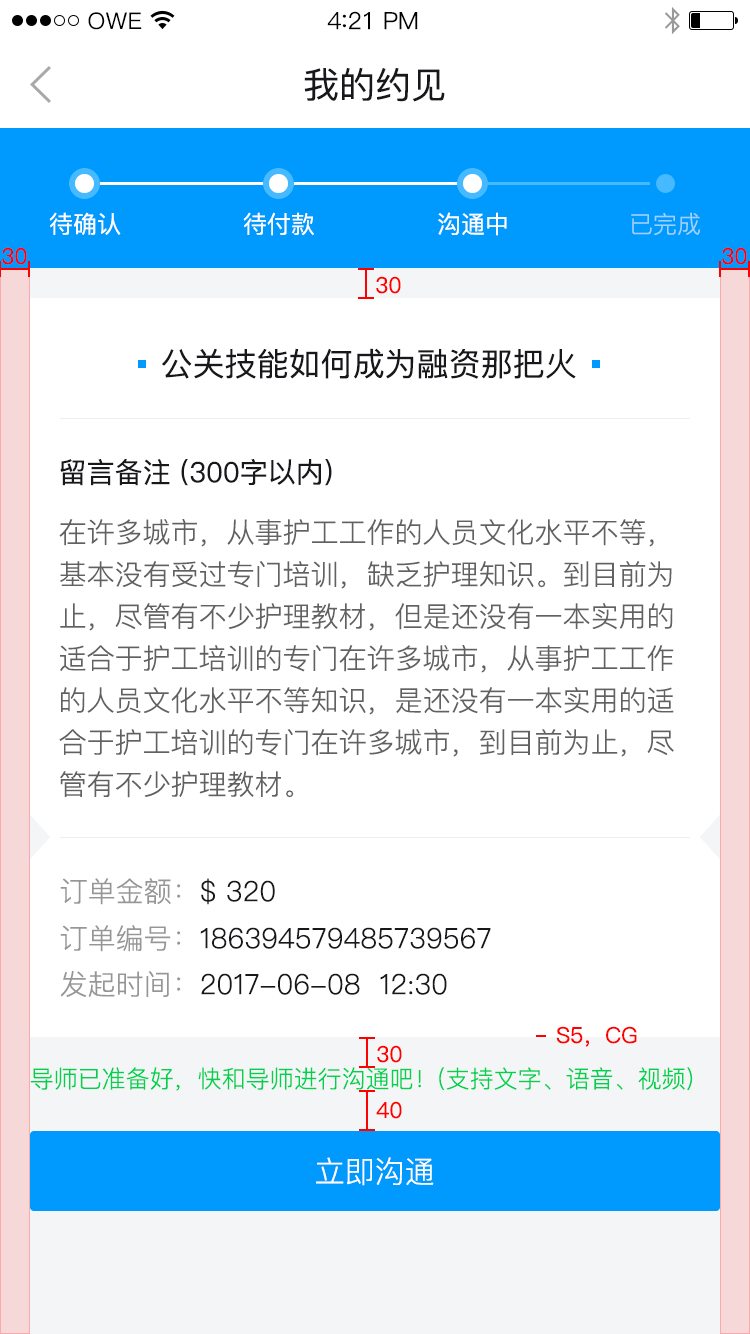 OWE 4:21 PM
我的约见
待确认 待付款 沟通中 已完成
30 30
30
公关技能如何成为融资那把火
留言备注 (300字以内)
在许多城市，从事护工工作的人员文化水平不等，
基本没有受过专门培训，缺乏护理知识。到目前为
止，尽管有不少护理教材，但是还没有一本实用的
适合于护工培训的专门在许多城市，从事护工工作
的人员文化水平不等知识，是还没有一本实用的适
合于护工培训的专门在许多城市，到目前为止，尽
管有不少护理教材。
订单金额：$ 320
订单编号：186394579485739567
发起时间：2017-06-08 12:30
- S5，CG
30
导师已准备好，快和导师进行沟通吧！(支持文字、语音、视频)
40
立即沟通